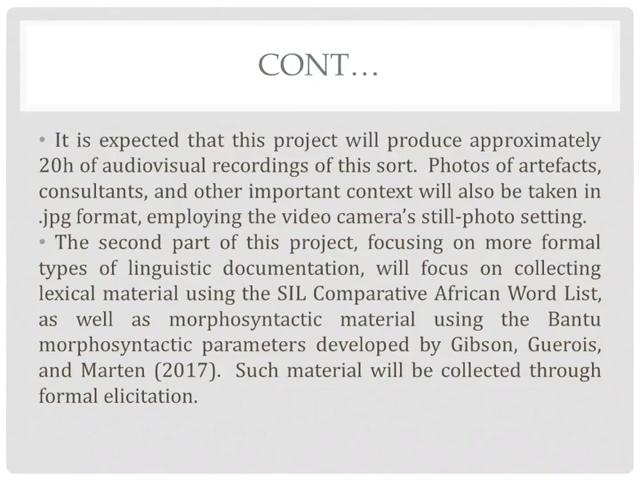 CONT…
• It is expected that this project will produce approximately
20h of audiovisual recordings of this sort. Photos of artefacts,
consultants, and other important context will also be taken in
.jpg format, employing the video camera’s still-photo setting.
• The second part of this project, focusing on more formal
types of linguistic documentation, will focus on collecting
lexical material using the SIL Comparative African Word List,
as well as morphosyntactic material using the Bantu
morphosyntactic parameters developed by Gibson, Guerois,
and Marten (2017). Such material will be collected through
formal elicitation.